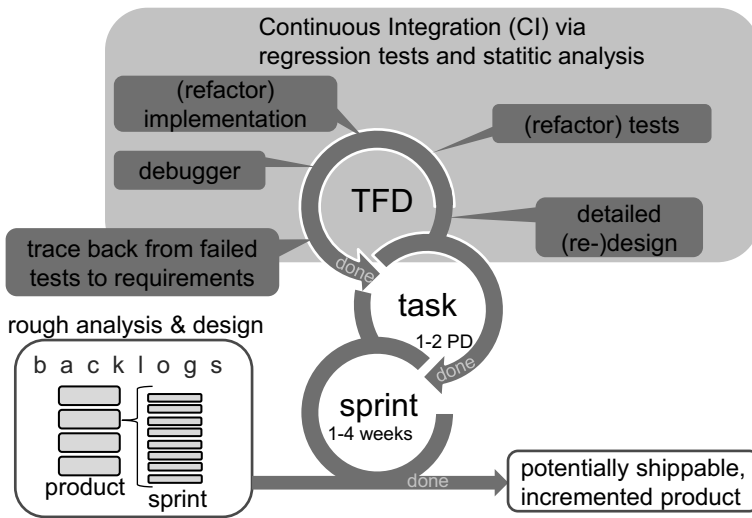 Continuous Integration (CI) via
regression tests and statitic analysis
(refactor)
implementation
(refactor) tests
debugger
TFD
detailed
(re-)design
trace back from failed
tests to requirements
done
task
1-2 PD
done
rough analysis & design
b a c k l o g s
product
sprint
sprint
1-4 weeks
done
potentially shippable,
incremented product